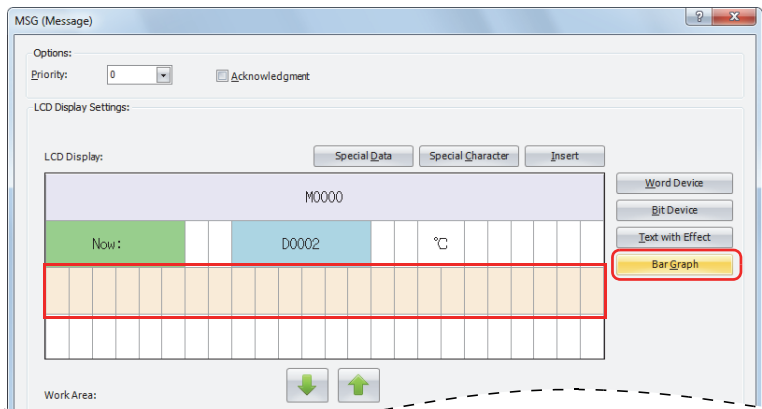 MSG (Message)
Options:
Priority: 0 Acknowledgment
LCD Display Settings:
LCD Display: Special Data Special Character Insert
M0000 Word Device
Bit Device
Now: D0002 ℃ Text with Effect
Bar Graph
Work Area: